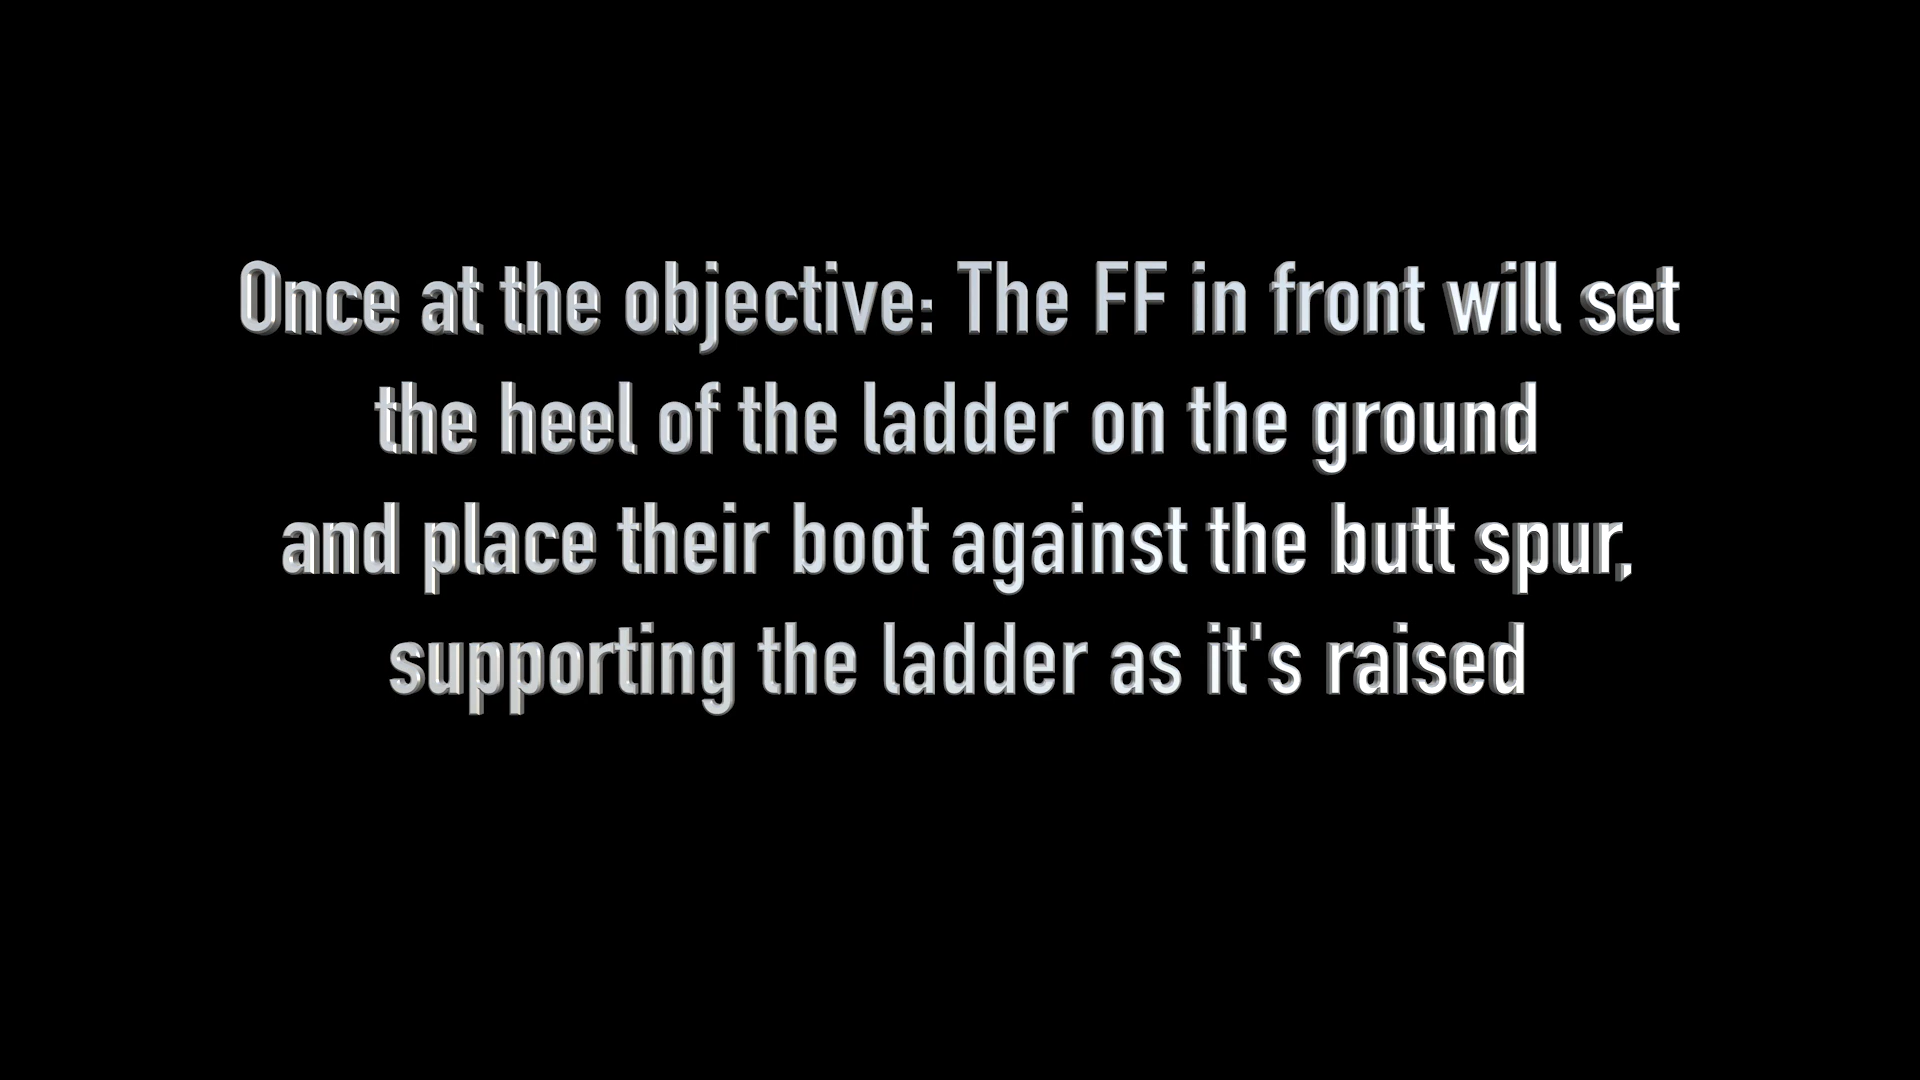 Once at the objective: The FF in front will set
the heel of the ladder on the ground
and place their boot against the butt spur,
supporting the ladder as it's raised